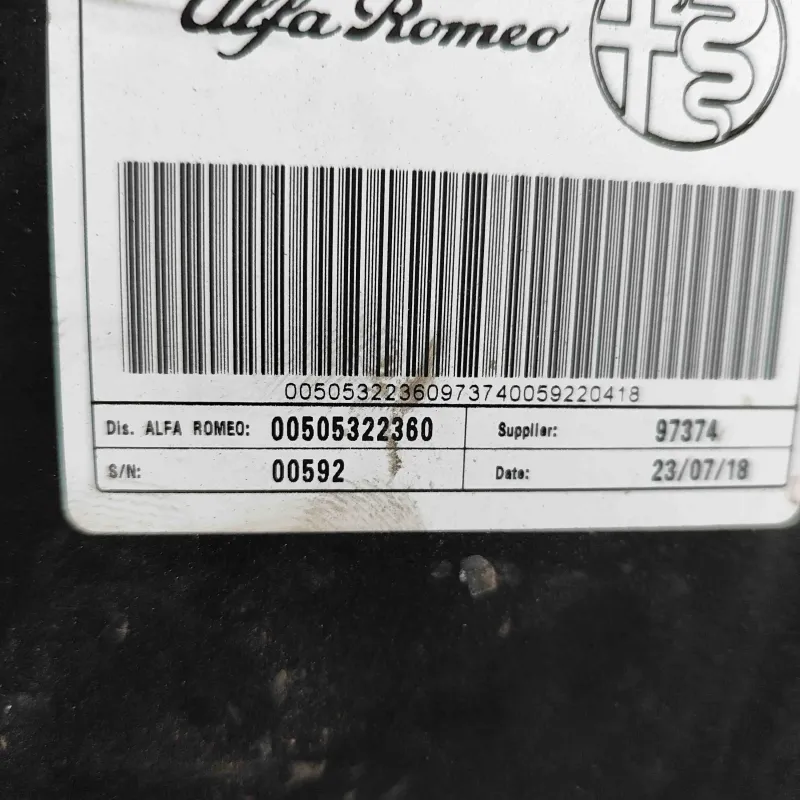 Alfa Romeo
00505322360973740059220418
Dis. ALFA ROMEO: 00505322360 Supplier: 97374
S/N: 00592 Date: 23/07/18